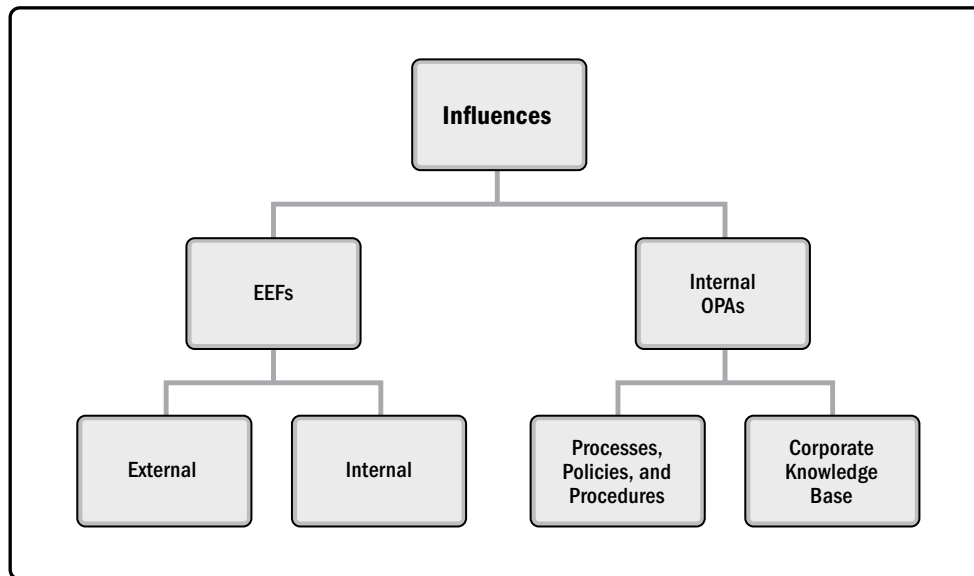 Influences
EEFs
Internal
OPAs
External
Internal
Processes,
Policies, and
Procedures
Corporate
Knowledge
Base